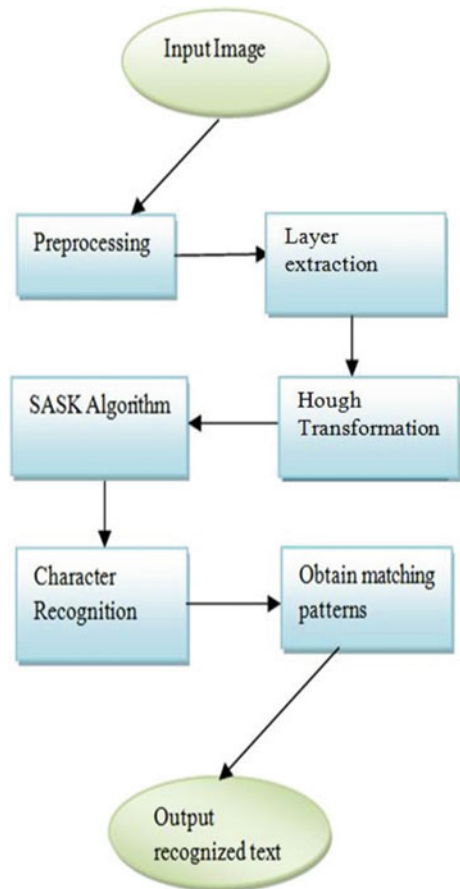 Input Image
Preprocessing
Layer
extraction
Hough
Transformation
SASK Algorithm
Character
Recognition
Obtain matching
patterns
Output
recognized text